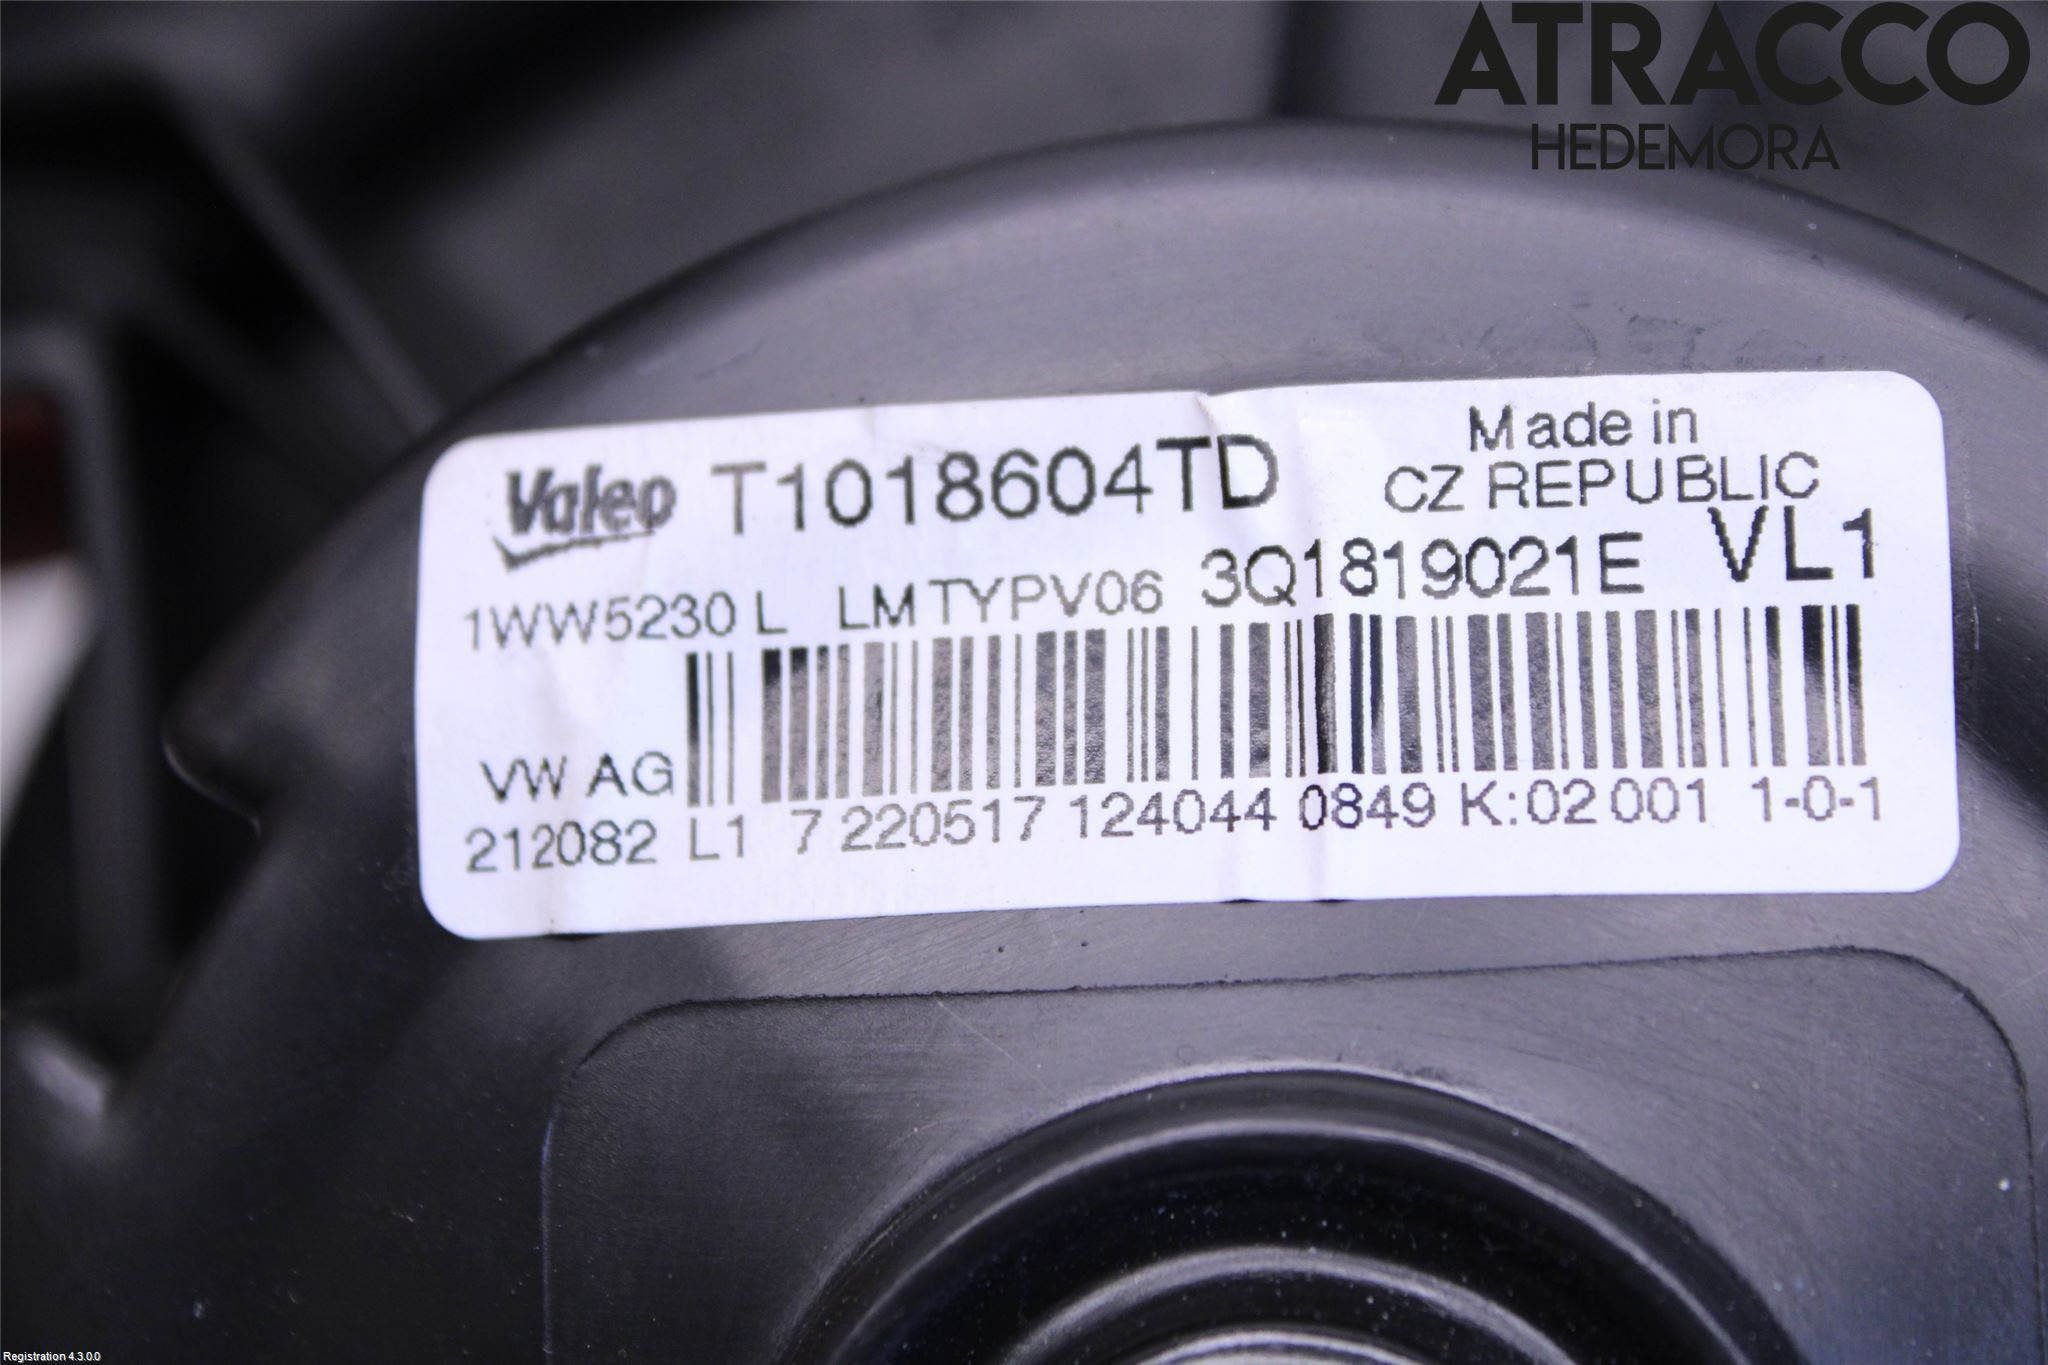 ATRACCO
HEDEMORA
Valeo T1018604TD
Made in
CZ REPUBLIC
1WW5230 L LM TYPV06 3Q1819021E VL1
VW AG
212082 L1 7 220517 124044 0849 K:02 001 1-0-1
Registration 4.3.0.0